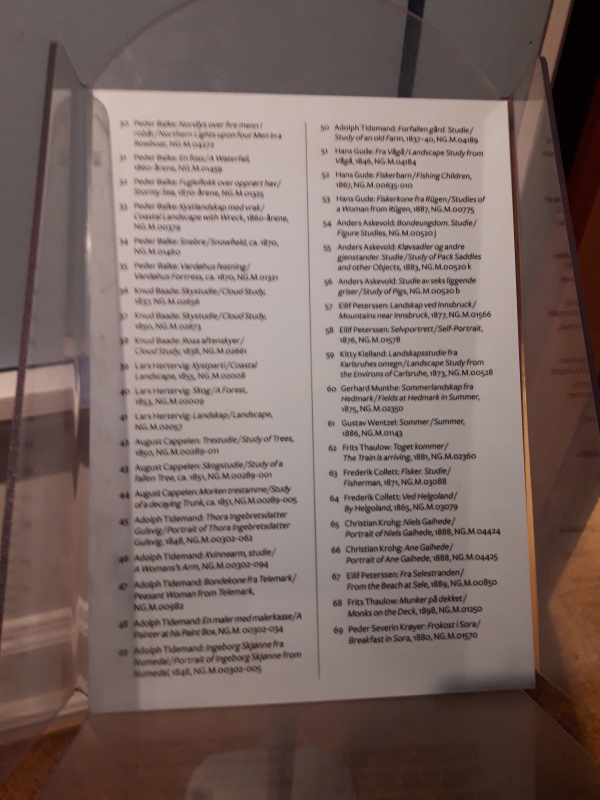 30 Peder Balke: Nordlys over fire menn i
robåt/Northern Lights upon four Men in a
Rowboat, NG.M.04272
31 Peder Balke: En foss/A Waterfall,
1860-årene, NG.M.01459
32 Peder Balke: Fugleflokk over opprørt hav/
Stormy Sea, 1870-årene, NG.M.01325
33 Peder Balke: Kystlandskap med vrak/
Coastal Landscape with Wreck, 1860-årene,
NG.M.00379
34 Peder Balke: Snebre/Snowfield, ca. 1870,
NG.M.01460
35 Peder Balke: Vardøhus festning/
Vardøhus Fortress, ca. 1870, NG.M.01321
36 Knud Baade: Skystudie/Cloud Study,
1837, NG.M.02656
37 Knud Baade: Skystudie/Cloud Study,
1850, NG.M.02673
38 Knud Baade: Rosa aftenskyer/
Cloud Study, 1838, NG.M.02661
39 Lars Hertervig: Kystparti/Coastal
Landscape, 1855, NG.M.02008
40 Lars Hertervig: Skog/A Forest,
1853, NG.M.02009
41 Lars Hertervig: Landskap/Landscape,
NG.M.02057
42 August Cappelen: Trestudie/Study of Trees,
1850, NG.M.00289-011
43 August Cappelen: Skogstudie/Study of a
fallen Tree, ca. 1851, NG.M.00289-001
44 August Cappelen: Morken trestamme/Study
of a decaying Trunk, ca. 1851, NG.M.00289-005
45 Adolph Tidemand: Thora Ingebretsdatter
Gulsvig/Portrait of Thora Ingebretsdatter
Gulsvig, 1848, NG.M.00302-062
46 Adolph Tidemand: Kvinnearm, studie/
A Womans's Arm, NG.M.00302-094
47 Adolph Tidemand: Bondekone fra Telemark/
Peasant Woman from Telemark,
NG.M.00982
48 Adolph Tidemand: En maler med malerkasse/A
Painter at his Paint Box, NG.M. 00302-034
49 Adolph Tidemand: Ingeborg Skjønne fra
Numedal/Portrait of Ingeborg Skjønne from
Numedal, 1848, NG.M.00302-005
50 Adolph Tidemand: Forfallen gård. Studie/
Study of an old Farm, 1837-40, NG.M.04189
51 Hans Gude: Fra Vågå/Landscape Study from
Vågå, 1846, NG.M.04184
52 Hans Gude: Fiskerbarn/Fishing Children,
1867, NG.M.00635-010
53 Hans Gude: Fiskerkone fra Rügen/Studies of
a Woman from Rügen, 1887, NG.M.00775
54 Anders Askevold: Bondeungdom. Studie/
Figure Studies, NG.M.00520 j
55 Anders Askevold: Kløvsadler og andre
gjenstander. Studie/Study of Pack Saddles
and other Objects, 1883, NG.M.00520 k
56 Anders Askevold: Studie av seks liggende
griser/Study of Pigs, NG.M.00520 b
57 Eilif Peterssen: Landskap ved Innsbruck/
Mountains near Innsbruck, 1877, NG.M.01566
58 Eilif Peterssen: Selvportrett/Self-Portrait,
1876, NG.M.01578
59 Kitty Kielland: Landskapsstudie fra
Karlsruhes omegn/Landscape Study from
the Environs of Carlsruhe, 1873, NG.M.00528
60 Gerhard Munthe: Sommerlandskap fra
Hedmark/Fields at Hedmark in Summer,
1875, NG.M.02350
61 Gustav Wentzel: Sommer/Summer,
1886, NG.M.01143
62 Frits Thaulow: Toget kommer/
The Train is arriving, 1881, NG.M.02360
63 Frederik Collett: Fisker. Studie/
Fisherman, 1871, NG.M.03088
64 Frederik Collett: Ved Helgoland/
By Helgoland, 1865, NG.M.03079
65 Christian Krohg: Niels Gaihede/
Portrait of Niels Gaihede, 1888, NG.M.04424
66 Christian Krohg: Ane Gaihede/
Portrait of Ane Gaihede, 1888, NG.M.04425
67 Eilif Peterssen: Fra Selestranden/
From the Beach at Sele, 1889, NG.M.00850
68 Frits Thaulow: Munker på dekket/
Monks on the Deck, 1898, NG.M.01250
69 Peder Severin Krøyer: Frokost i Sora/
Breakfast in Sora, 1880, NG.M.01570